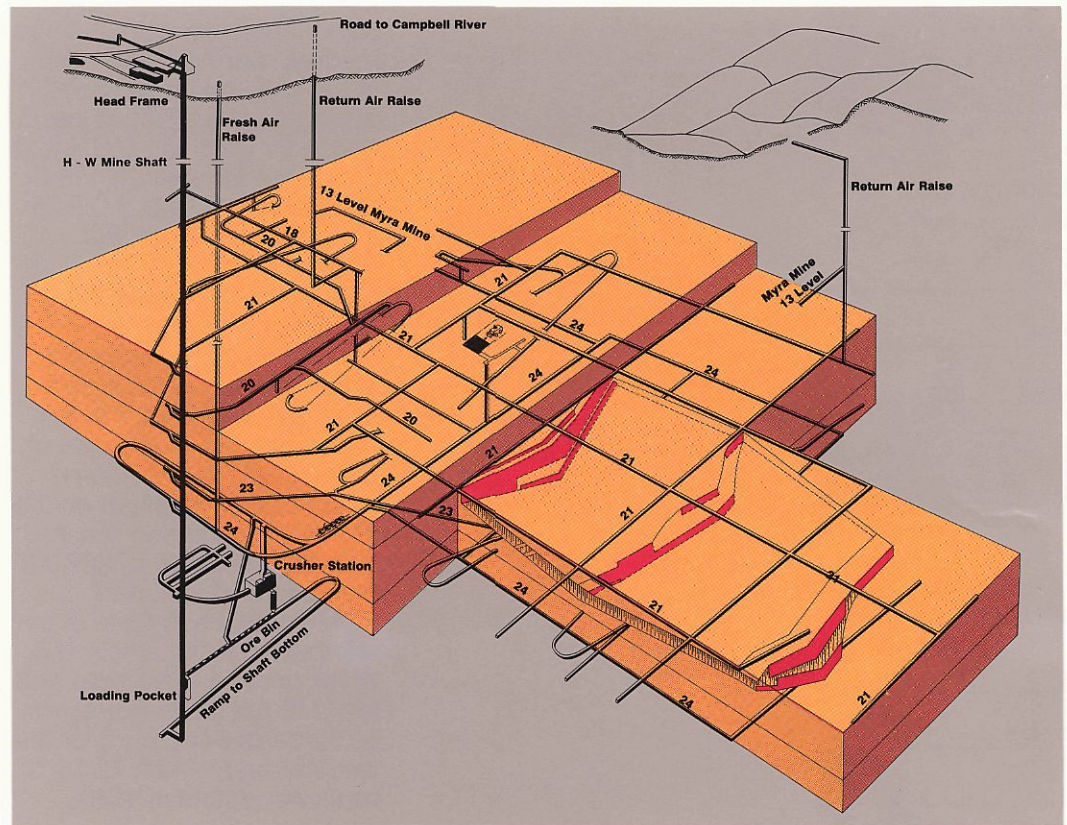 Road to Campbell River
Head Frame
Return Air Raise
Fresh Air
Raise
H - W Mine Shaft
Return Air Raise
13 Level Myra Mine
18
20
21
Myra Mine
13 Level
21
24
21
24
24
20
20
21
21
21
24
23
23
21
24
24
21
21
Crusher Station
Ore Bin
Ramp to Shaft Bottom
Loading Pocket
24
21